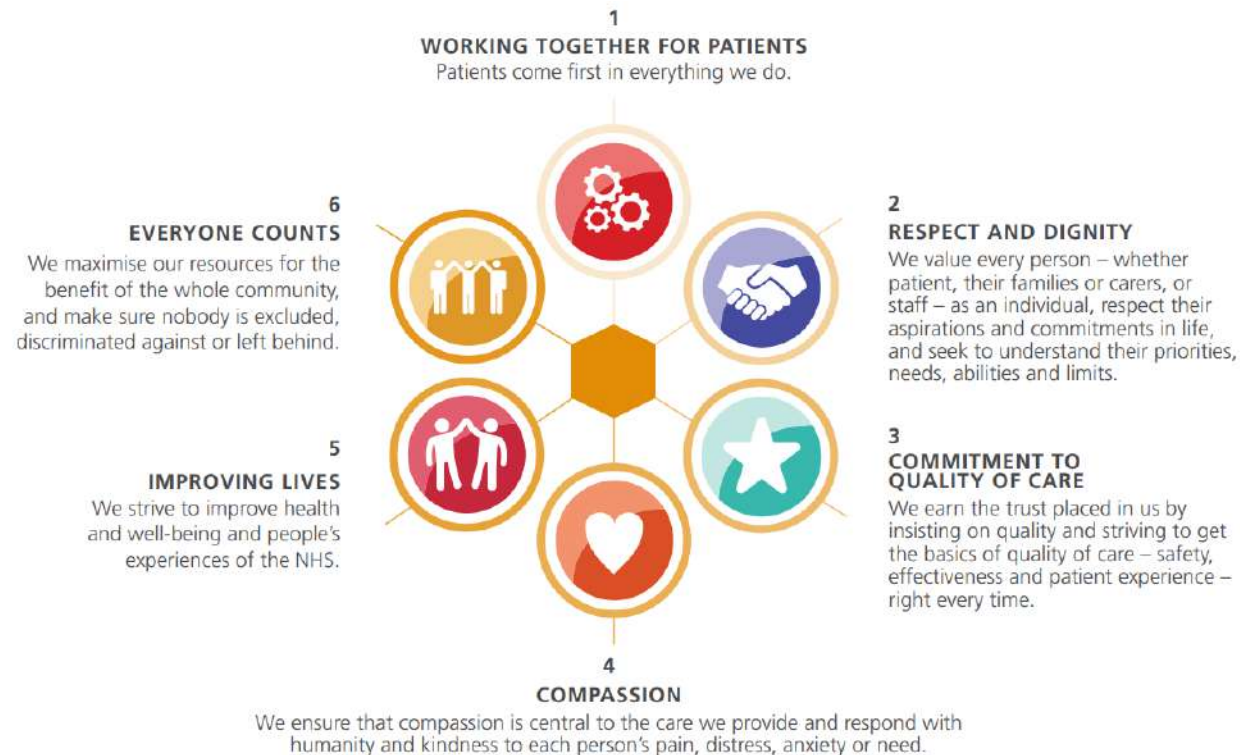 1
WORKING TOGETHER FOR PATIENTS
Patients come first in everything we do.
2
RESPECT AND DIGNITY
We value every person – whether
patient, their families or carers, or
staff – as an individual, respect their
aspirations and commitments in life,
and seek to understand their priorities,
needs, abilities and limits.
3
COMMITMENT TO
QUALITY OF CARE
We earn the trust placed in us by
insisting on quality and striving to get
the basics of quality of care – safety,
effectiveness and patient experience –
right every time.
4
COMPASSION
We ensure that compassion is central to the care we provide and respond with
humanity and kindness to each person’s pain, distress, anxiety or need.
5
IMPROVING LIVES
We strive to improve health
and well-being and people’s
experiences of the NHS.
6
EVERYONE COUNTS
We maximise our resources for the
benefit of the whole community,
and make sure nobody is excluded,
discriminated against or left behind.